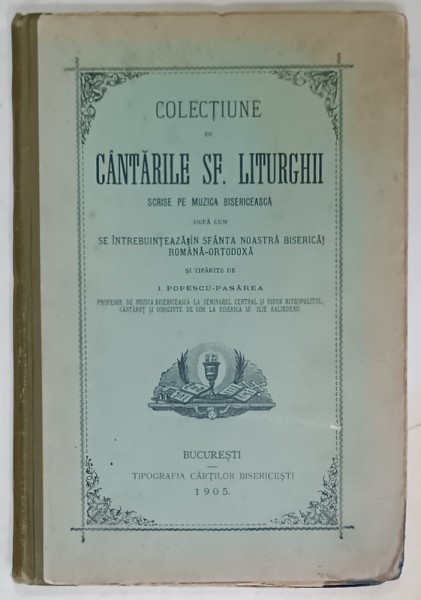 COLECȚIUNE
DE
CÂNTĂRILE SF. LITURGHII
SCRISE PE MUZICA BISERICEASCĂ
DUPĂ CUM
SE ÎNTREBUINȚEAZĂ ÎN SFÂNTA NOASTRĂ BISERICĂ
ROMÂNĂ-ORTODOXĂ
ȘI TIPĂRITE DE
I. POPESCU-PASĂREA
PROFESOR DE MUSICA BISERICEASCĂ LA SEMINARUL CENTRAL ȘI NIFON MITROPOLITUL,
CÂNTĂREȚ ȘI DIRIGINTE DE COR LA BISERICA SF. ILIE KALINDERU.
BUCUREȘTI
TIPOGRAFIA CĂRȚILOR BISERICEȘTI
1905.